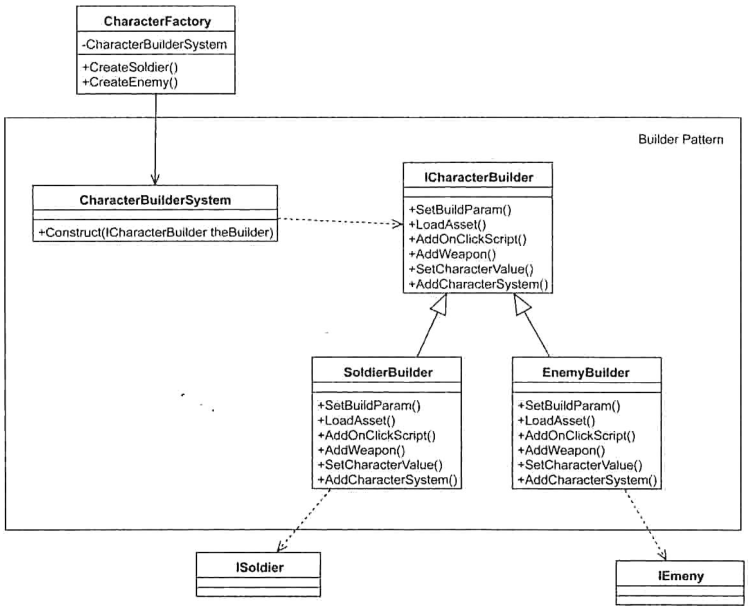 CharacterFactory
-CharacterBuilderSystem
+CreateSoldier()
+CreateEnemy()
Builder Pattern
CharacterBuilderSystem
+Construct(ICharacterBuilder theBuilder)
ICharacterBuilder
+SetBuildParam()
+LoadAsset()
+AddOnClickScript()
+AddWeapon()
+SetCharacterValue()
+AddCharacterSystem()
SoldierBuilder
+SetBuildParam()
+LoadAsset()
+AddOnClickScript()
+AddWeapon()
+SetCharacterValue()
+AddCharacterSystem()
EnemyBuilder
+SetBuildParam()
+LoadAsset()
+AddOnClickScript()
+AddWeapon()
+SetCharacterValue()
+AddCharacterSystem()
ISoldier
IEmeny